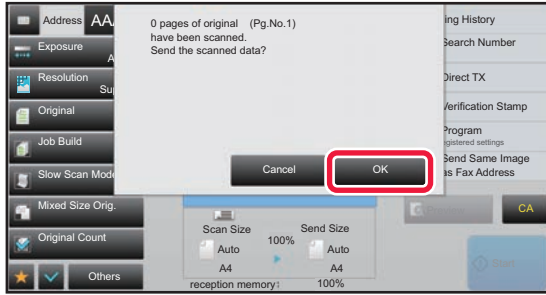 Address AA
Exposure
A
Resolution
Su
Original
Job Build
Slow Scan Mode
Mixed Size Orig.
Original Count
Others
0 pages of original (Pg.No.1)
have been scanned.
Send the scanned data?
Cancel
OK
Scan Size
Send Size
Auto
100%
Auto
A4
A4
reception memory:
100%
ing History
Search Number
Direct TX
Verification Stamp
Program
egistered settings
Send Same Image
as Fax Address
CA
Start